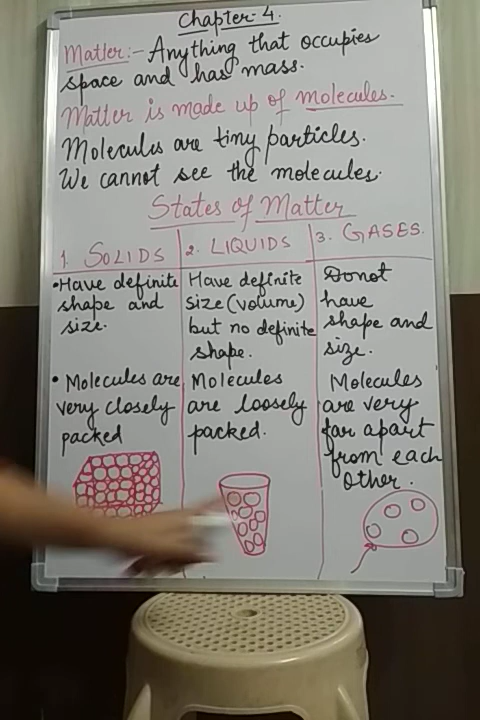 Chapter 4.
Matter:- Anything that occupies
space and has mass.
Matter is made up of molecules.
Molecules are tiny particles.
We cannot see the molecules.
States of Matter
1. SOLIDS
• Have definite
shape and
size.
• Molecules are
very closely
packed
2. LIQUIDS
Have definite
size (volume)
but no definite
shape.
Molecules
are loosely
packed.
3. GASES.
Donot
have
shape and
size.
Molecules
are very
far apart
from each
other.